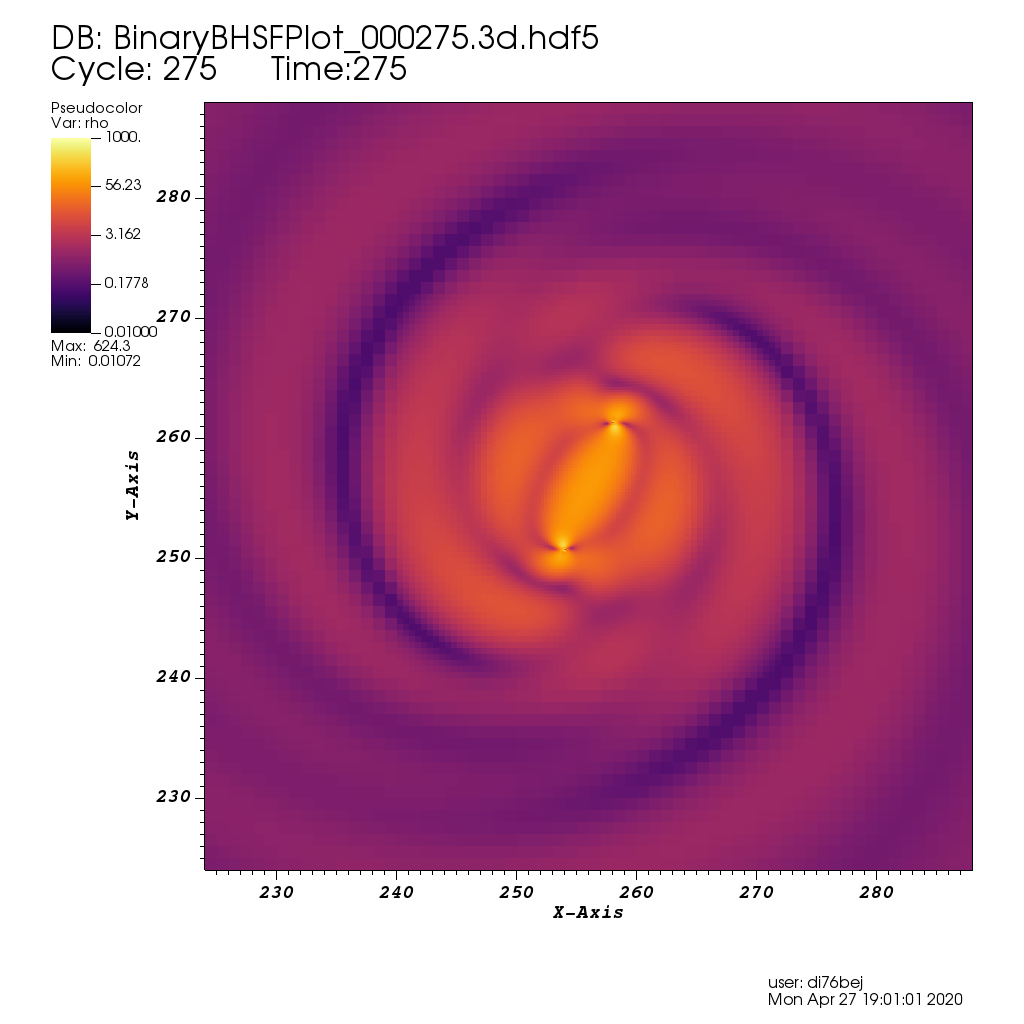 DB: BinaryBHSFPlot_000275.3d.hdf5
Cycle: 275 Time:275
Pseudocolor
Var: rho
1000.
56.23
3.162
0.1778
0.01000
Max: 624.3
Min: 0.01072
280
270
260
250
240
230
Y-Axis
230 240 250 260 270 280
X-Axis
user: di76bej
Mon Apr 27 19:01:01 2020